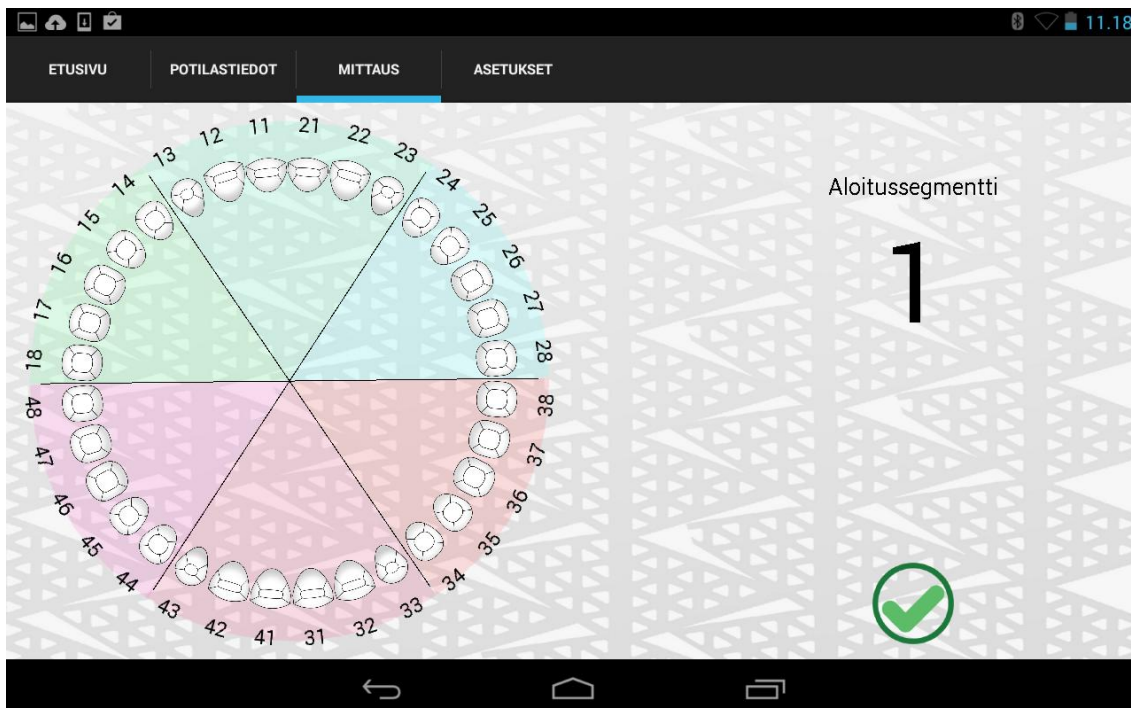 11.18
ETUSIVU POTILASTIEDOT MITTAUS ASETUKSET
18 17 16 15 14 13 12 11 21 22 23 24 25 26 27 28
48 47 46 45 44 43 42 41 31 32 33 34 35 36 37 38
Aloitussegmentti
1